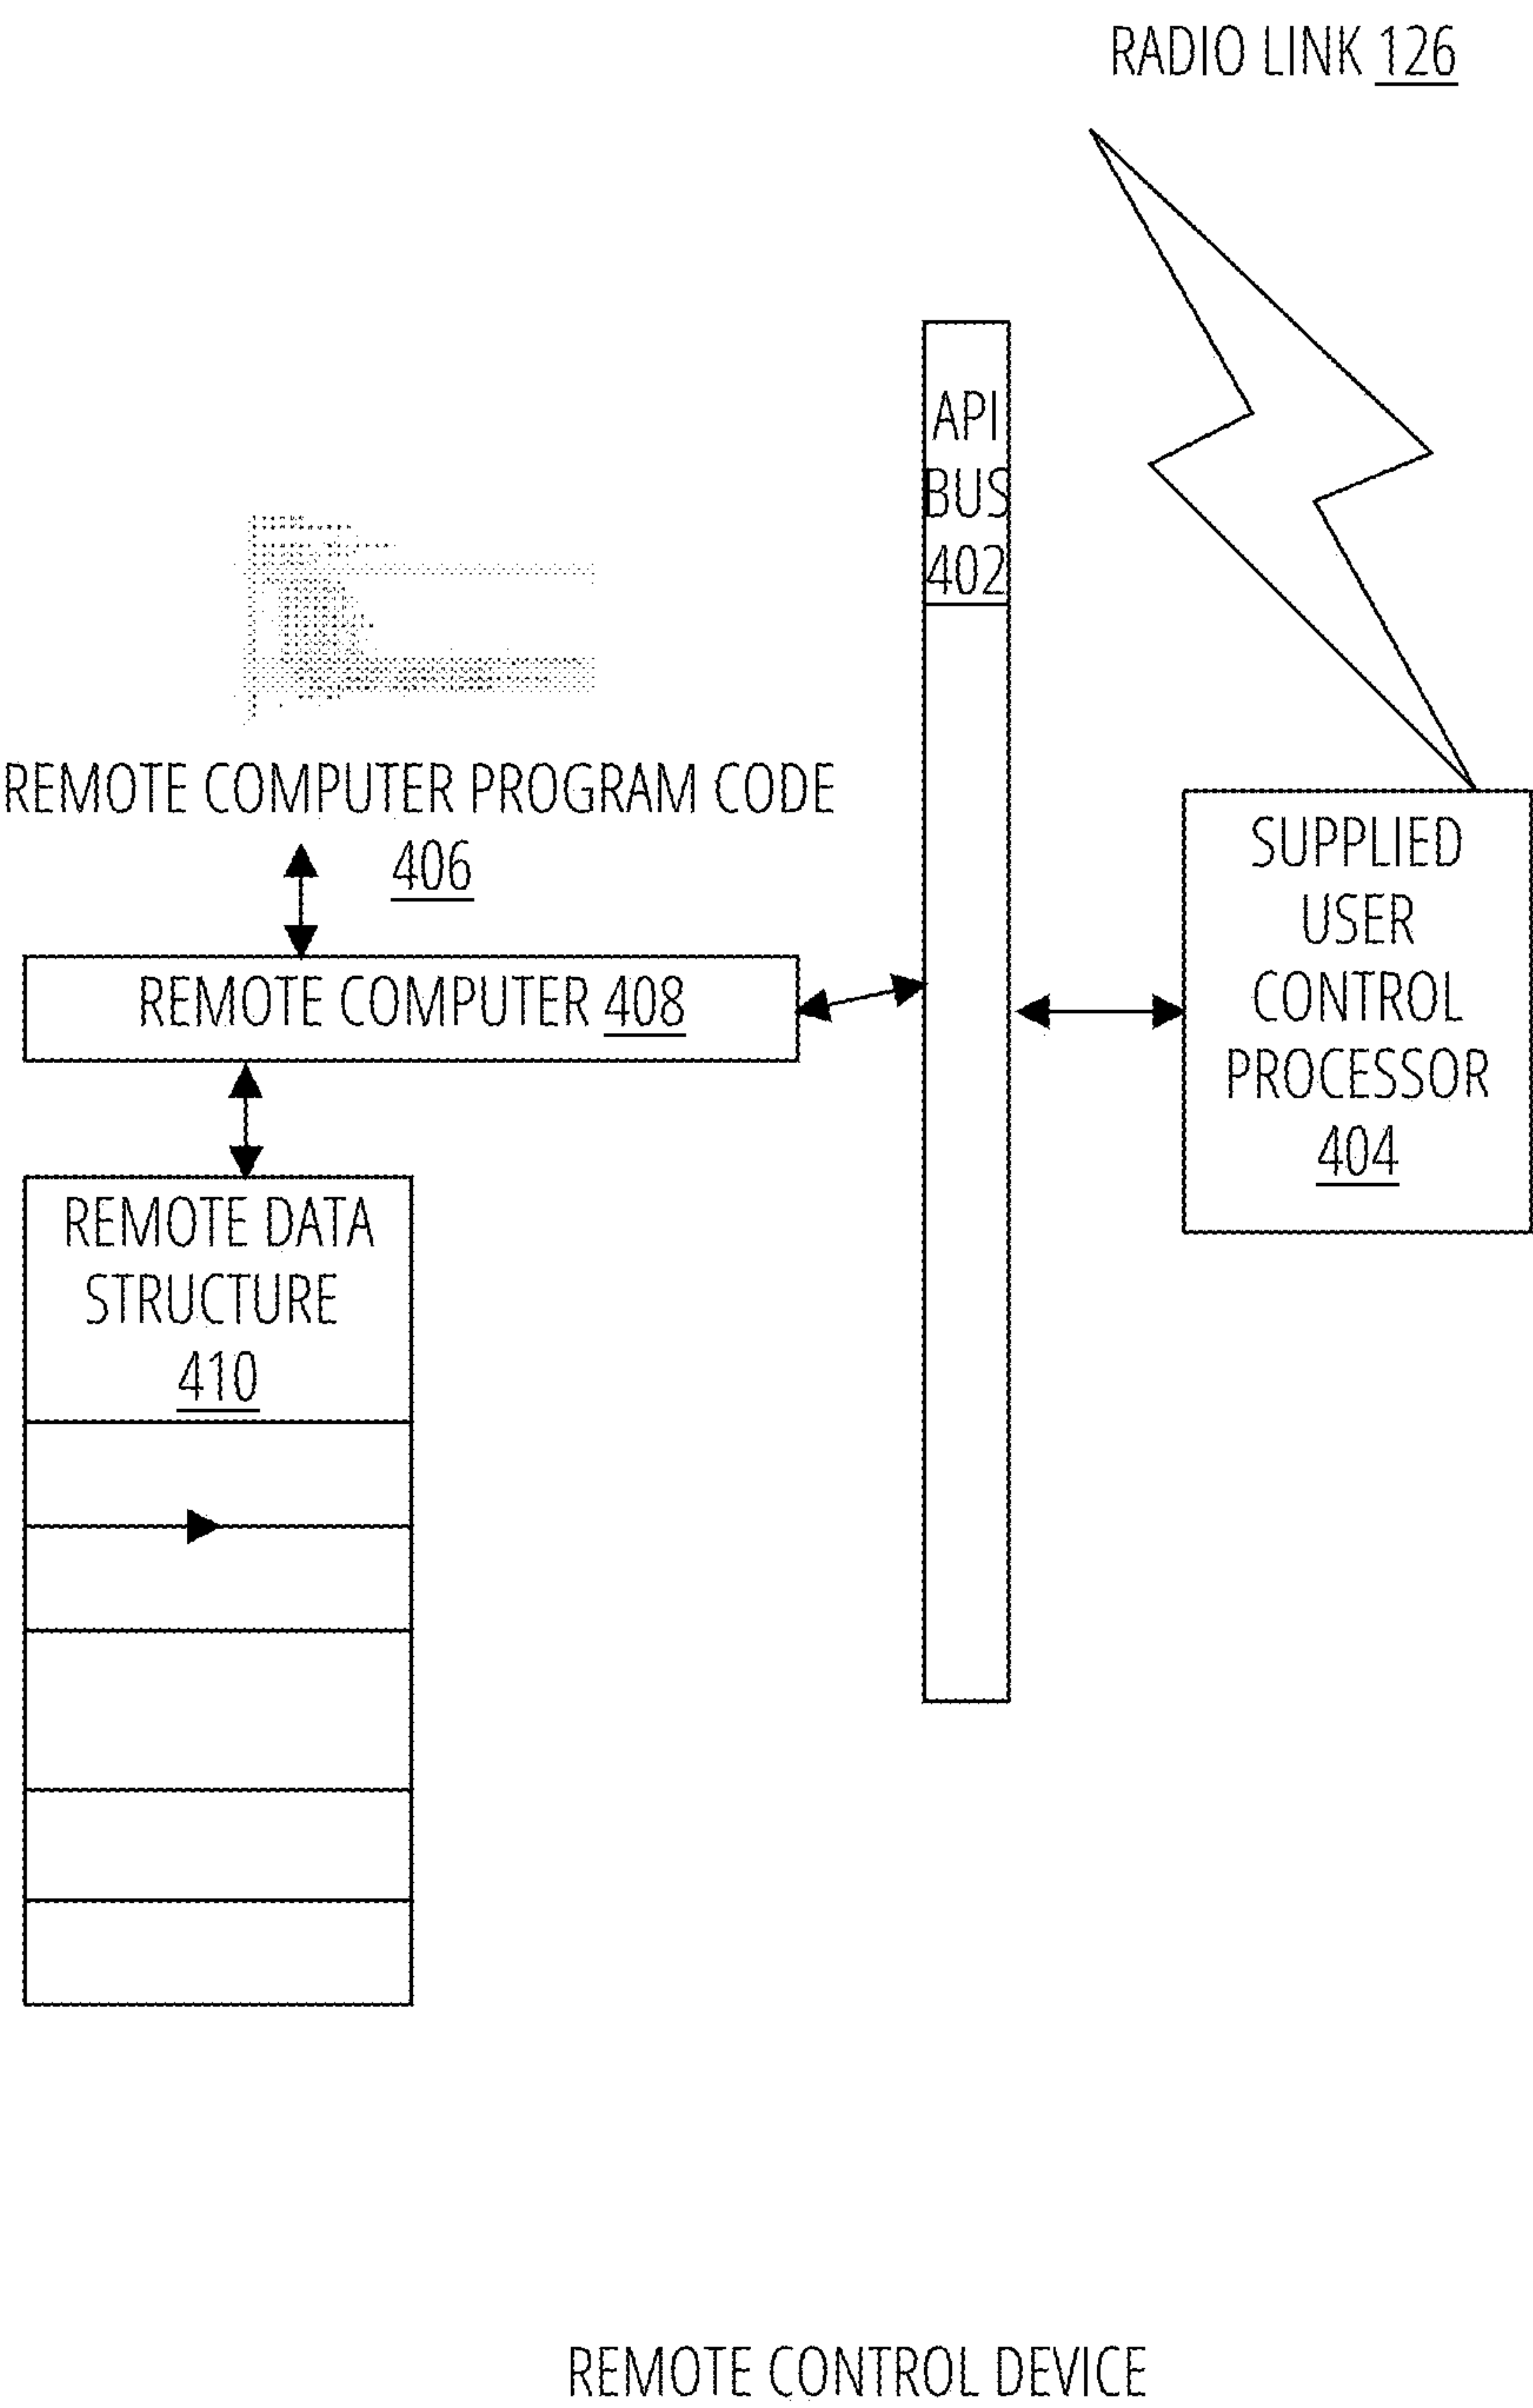 RADIO LINK 126
API
BUS
402
REMOTE COMPUTER PROGRAM CODE
406
SUPPLIED
USER
CONTROL
PROCESSOR
404
REMOTE COMPUTER 408
REMOTE DATA
STRUCTURE
410
REMOTE CONTROL DEVICE